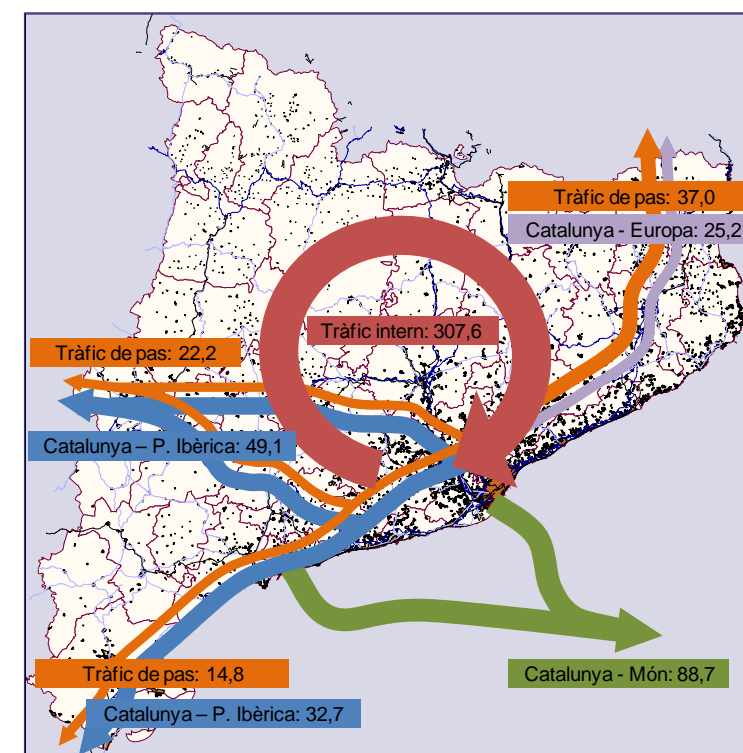 Tràfic de pas: 37,0
Catalunya - Europa: 25,2
Tràfic intern: 307,6
Tràfic de pas: 22,2
Catalunya – P. Ibèrica: 49,1
Tràfic de pas: 14,8
Catalunya - Món: 88,7
Catalunya – P. Ibèrica: 32,7